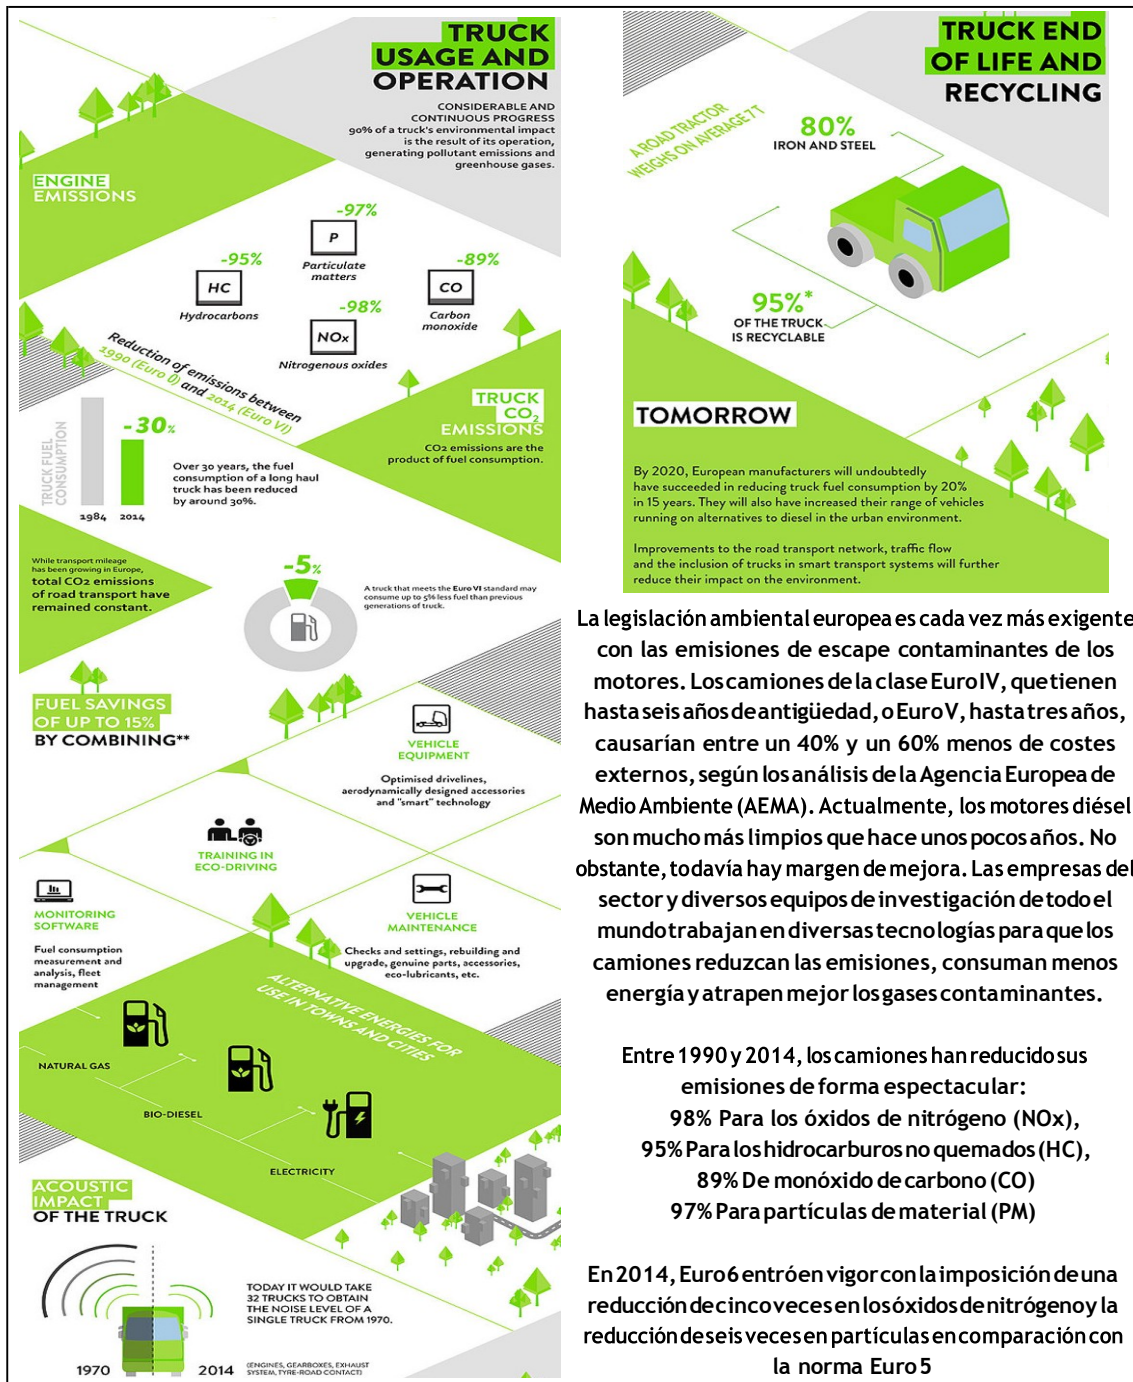 TRUCK
USAGE AND
OPERATION
CONSIDERABLE AND
CONTINUOUS PROGRESS
90% of a truck's environmental impact
is the result of its operation,
generating pollutant emissions and
greenhouse gases.
ENGINE
EMISSIONS
-97%
P
Particulate
matters
-95%
HC
Hydrocarbons
-89%
CO
Carbon
monoxide
-98%
NOx
Nitrogenous oxides
Reduction of emissions between
1990 (Euro 0) and 2014 (Euro VI)
TRUCK
CO2
EMISSIONS
CO2 emissions are the
product of fuel consumption.
TRUCK FUEL
CONSUMPTION
-30%
1984 2014
Over 30 years, the fuel
consumption of a long haul
truck has been reduced
by around 30%.
While transport mileage
has been growing in Europe,
total CO2 emissions
of road transport have
remained constant.
-5%
A truck that meets the Euro VI standard may
consume up to 5% less fuel than previous
generations of truck.
FUEL SAVINGS
OF UP TO 15%
BY COMBINING**
VEHICLE
EQUIPMENT
Optimised drivelines,
aerodynamically designed accessories
and "smart" technology
TRAINING IN
ECO-DRIVING
MONITORING
SOFTWARE
Fuel consumption
measurement and
analysis, fleet
management
VEHICLE
MAINTENANCE
Checks and settings, rebuilding and
upgrade, genuine parts, accessories,
eco-lubricants, etc.
ALTERNATIVE ENERGIES FOR
USE IN TOWNS AND CITIES
NATURAL GAS
BIO-DIESEL
ELECTRICITY
ACOUSTIC
IMPACT
OF THE TRUCK
TODAY IT WOULD TAKE
32 TRUCKS TO OBTAIN
THE NOISE LEVEL OF A
SINGLE TRUCK FROM 1970.
1970 2014
(ENGINES, GEARBOXES, EXHAUST
SYSTEM, TYRE-ROAD CONTACT)
TRUCK END
OF LIFE AND
RECYCLING
A ROAD TRACTOR
WEIGHS ON AVERAGE 7 T
80%
IRON AND STEEL
95%*
OF THE TRUCK
IS RECYCLABLE
TOMORROW
By 2020, European manufacturers will undoubtedly
have succeeded in reducing truck fuel consumption by 20%
in 15 years. They will also have increased their range of vehicles
running on alternatives to diesel in the urban environment.
Improvements to the road transport network, traffic flow
and the inclusion of trucks in smart transport systems will further
reduce their impact on the environment.
La legislación ambiental europea es cada vez más exigente
con las emisiones de escape contaminantes de los
motores. Los camiones de la clase Euro IV, que tienen
hasta seis años de antigüedad, o Euro V, hasta tres años,
causarían entre un 40% y un 60% menos de costes
externos, según los análisis de la Agencia Europea de
Medio Ambiente (AEMA). Actualmente, los motores diésel
son mucho más limpios que hace unos pocos años. No
obstante, todavía hay margen de mejora. Las empresas del
sector y diversos equipos de investigación de todo el
mundo trabajan en diversas tecnologías para que los
camiones reduzcan las emisiones, consuman menos
energía y atrapen mejor los gases contaminantes.
Entre 1990 y 2014, los camiones han reducido sus
emisiones de forma espectacular:
98% Para los óxidos de nitrógeno (NOx),
95% Para los hidrocarburos no quemados (HC),
89% De monóxido de carbono (CO)
97% Para partículas de material (PM)
En 2014, Euro 6 entró en vigor con la imposición de una
reducción de cinco veces en los óxidos de nitrógeno y la
reducción de seis veces en partículas en comparación con
la norma Euro 5